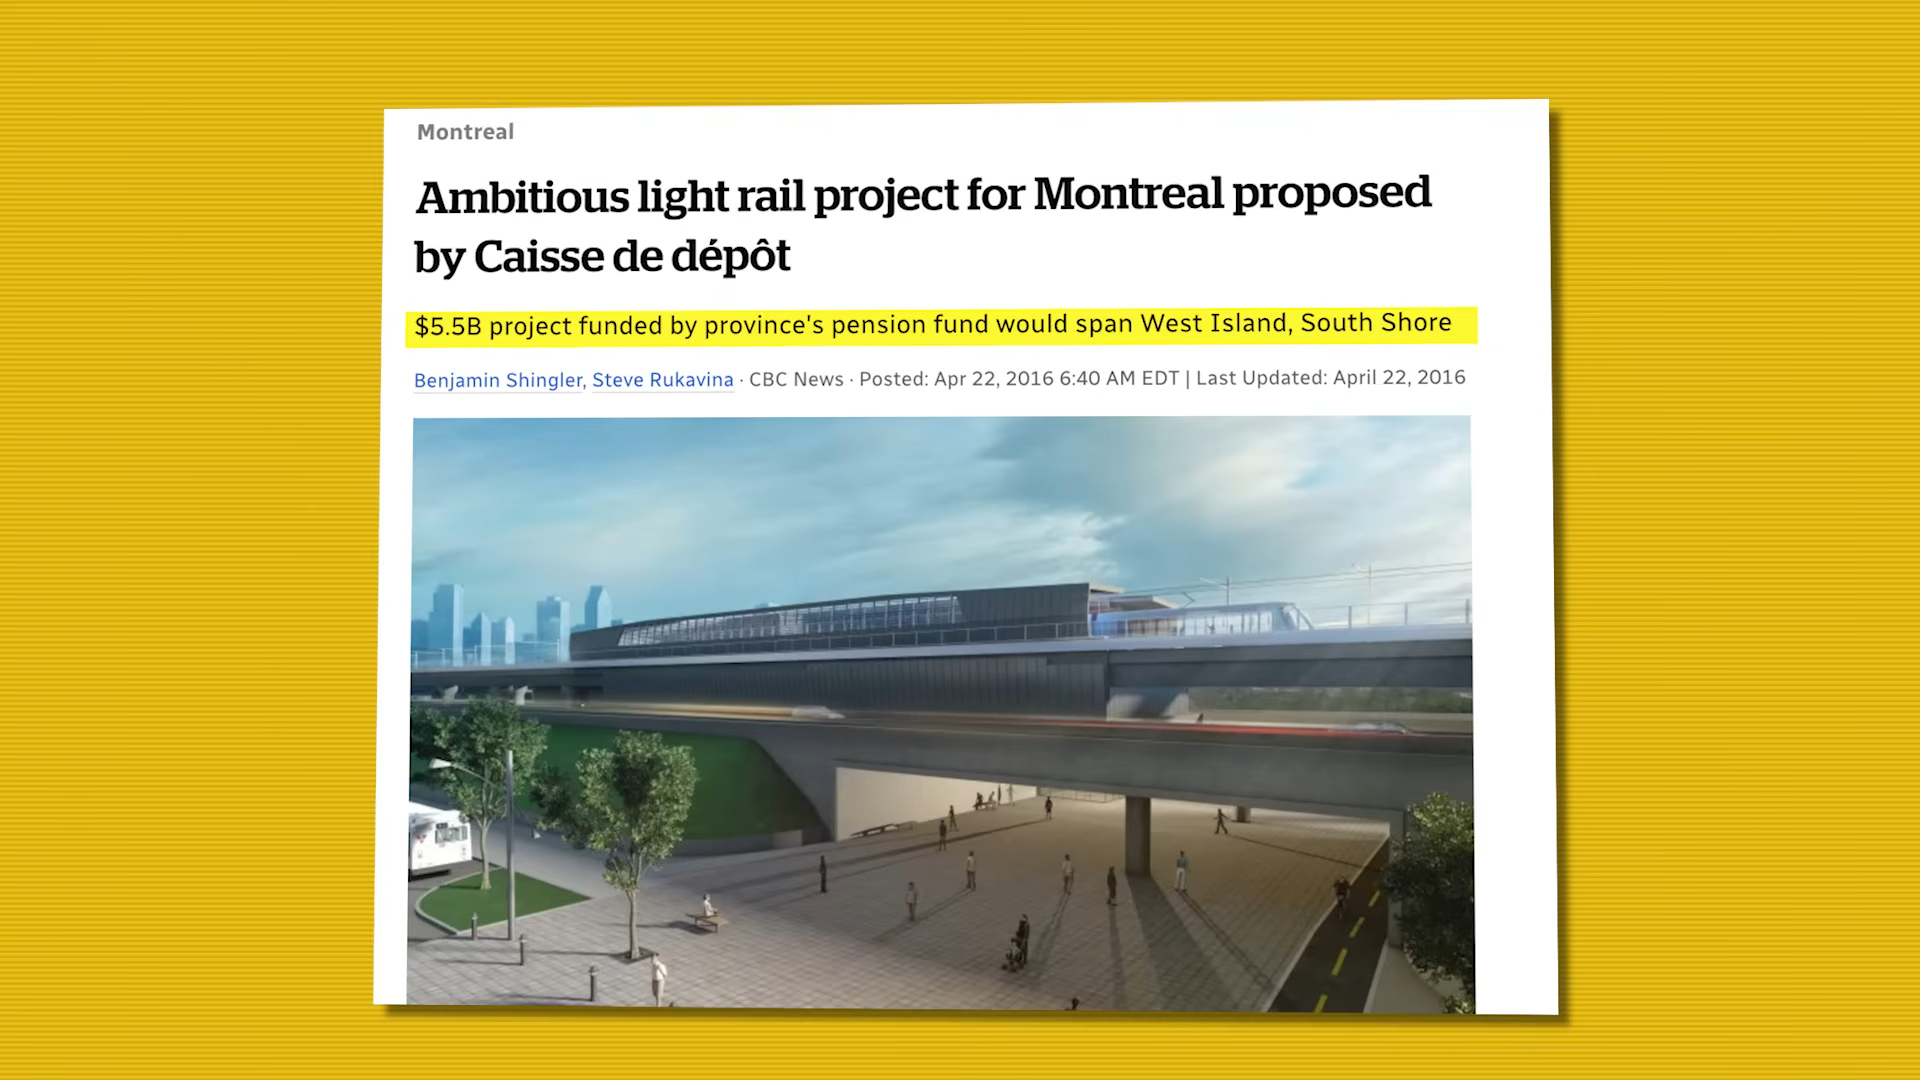 Montreal
Ambitious light rail project for Montreal proposed
by Caisse de dépôt
$5.5B project funded by province's pension fund would span West Island, South Shore
Benjamin Shingler, Steve Rukavina · CBC News · Posted: Apr 22, 2016 6:40 AM EDT | Last Updated: April 22, 2016